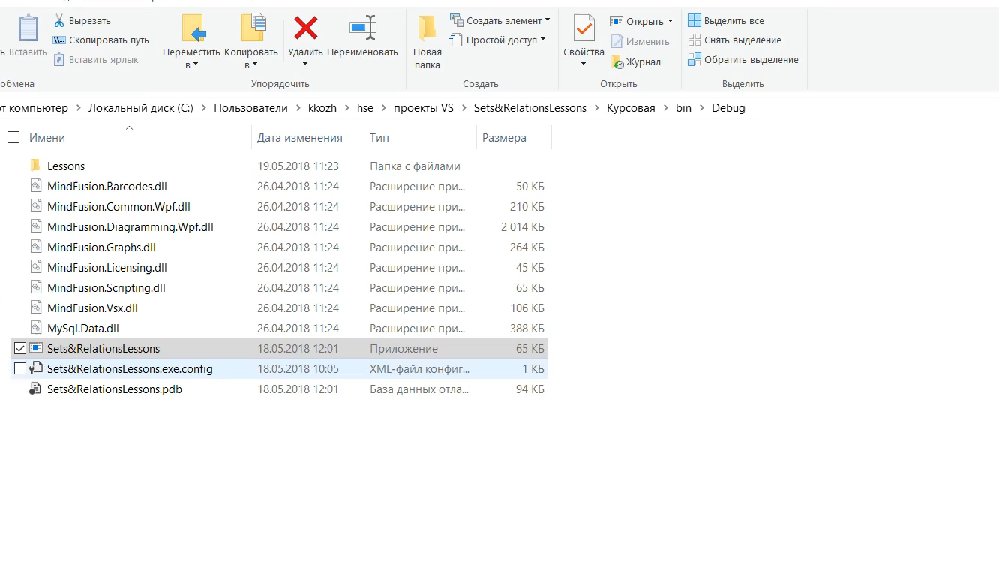 Вырезать
Скопировать путь
Вставить ярлык
ь Вставить
обмена
Переместить в
Копировать в
Удалить
Переименовать
Упорядочить
Новая папка
Создать элемент
Простой доступ
Создать
Свойства
Открыть
Изменить
Журнал
Открыть
Выделить все
Снять выделение
Обратить выделение
Выделить
от компьютер > Локальный диск (C:) > Пользователи > kkozh > hse > проекты VS > Sets&RelationsLessons > Курсовая > bin > Debug
Имени Дата изменения Тип Размера
Lessons 19.05.2018 11:23 Папка с файлами
MindFusion.Barcodes.dll 26.04.2018 11:24 Расширение при... 50 КБ
MindFusion.Common.Wpf.dll 26.04.2018 11:24 Расширение при... 210 КБ
MindFusion.Diagramming.Wpf.dll 26.04.2018 11:24 Расширение при... 2 014 КБ
MindFusion.Graphs.dll 26.04.2018 11:24 Расширение при... 264 КБ
MindFusion.Licensing.dll 26.04.2018 11:24 Расширение при... 45 КБ
MindFusion.Scripting.dll 26.04.2018 11:24 Расширение при... 65 КБ
MindFusion.Vsx.dll 26.04.2018 11:24 Расширение при... 106 КБ
MySql.Data.dll 26.04.2018 11:24 Расширение при... 388 КБ
Sets&RelationsLessons 18.05.2018 12:01 Приложение 65 КБ
Sets&RelationsLessons.exe.config 18.05.2018 10:05 XML-файл конфиг... 1 КБ
Sets&RelationsLessons.pdb 18.05.2018 12:01 База данных отла... 94 КБ